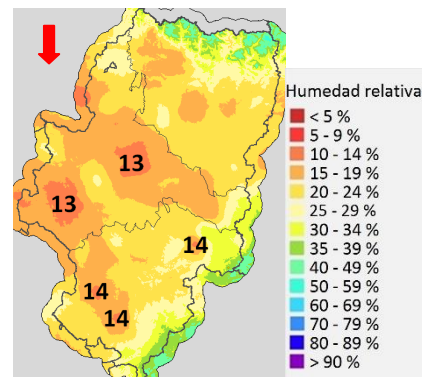 13
13
14
14
14
Humedad relativa
< 5 %
5 - 9 %
10 - 14 %
15 - 19 %
20 - 24 %
25 - 29 %
30 - 34 %
35 - 39 %
40 - 49 %
50 - 59 %
60 - 69 %
70 - 79 %
80 - 89 %
> 90 %